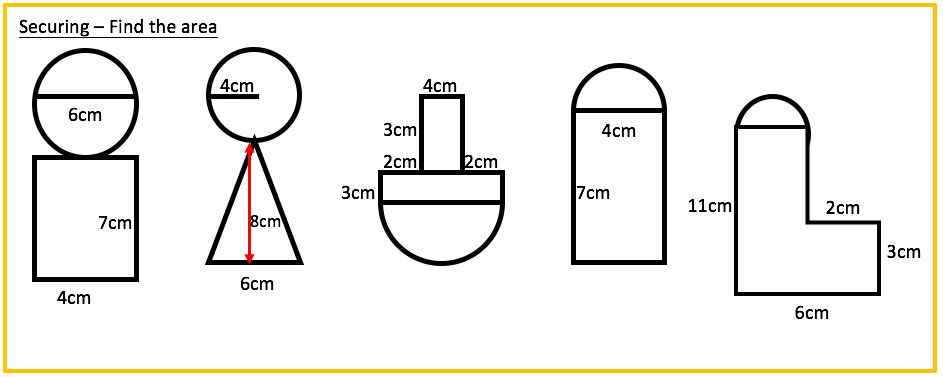 Securing – Find the area
6cm
7cm
4cm
4cm
8cm
6cm
4cm
3cm
2cm
2cm
3cm
4cm
7cm
11cm
2cm
3cm
6cm